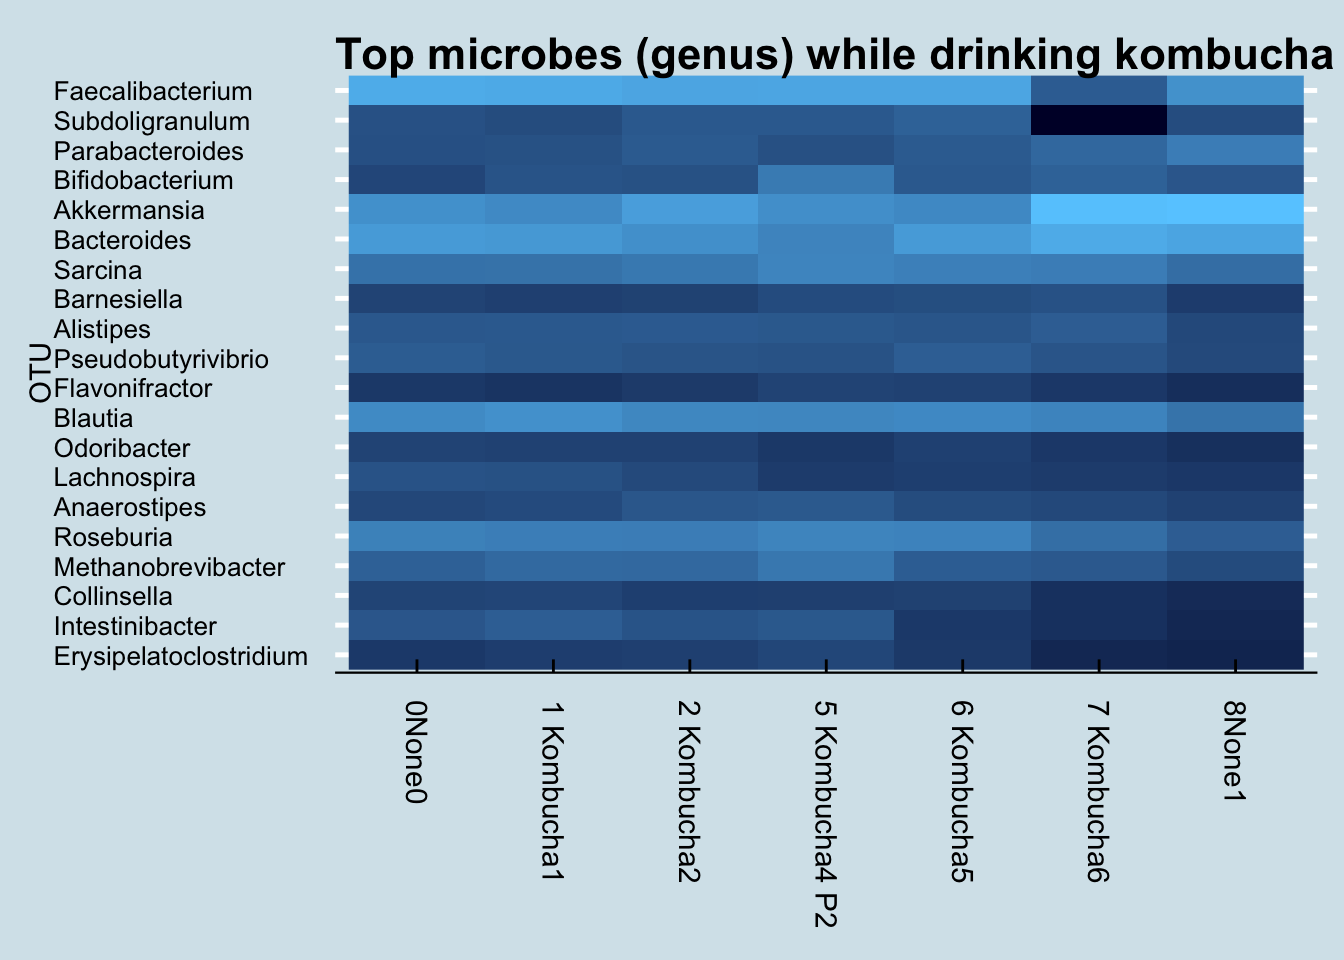 Top microbes (genus) while drinking kombucha
Faecalibacterium
Subdoligranulum
Parabacteroides
Bifidobacterium
Akkermansia
Bacteroides
Sarcina
Barnesiella
Alistipes
Pseudobutyrivibrio
Flavonifractor
Blautia
Odoribacter
Lachnospira
Anaerostipes
Roseburia
Methanobrevibacter
Collinsella
Intestinibacter
Erysipelatoclostridium
OTU
0None0
1 Kombucha1
2 Kombucha2
5 Kombucha4 P2
6 Kombucha5
7 Kombucha6
8None1